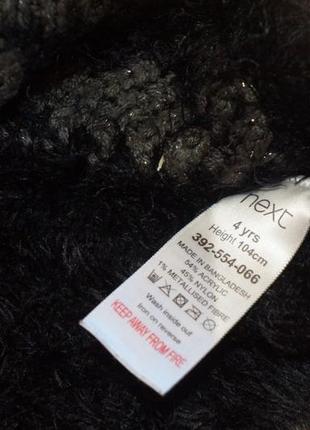 next
4 yrs
Height 104cm
392-554-066
MADE IN BANGLADESH
54% ACRYLIC
45% NYLON
1% METALLISED FIBRE
Wash inside out
Iron on reverse
KEEP AWAY FROM FIRE